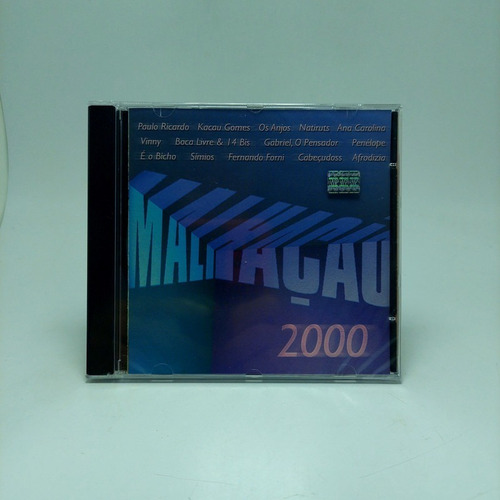 Paulo Ricardo Kacau Gomes Os Anjos Natiruts Ana Carolina
Vinny Boca Livre & 14 Bis Gabriel, O Pensador Penélope
É o Bicho Símios Fernando Forni Cabeçudoss Afrodizia
MALHAÇÃO
2000